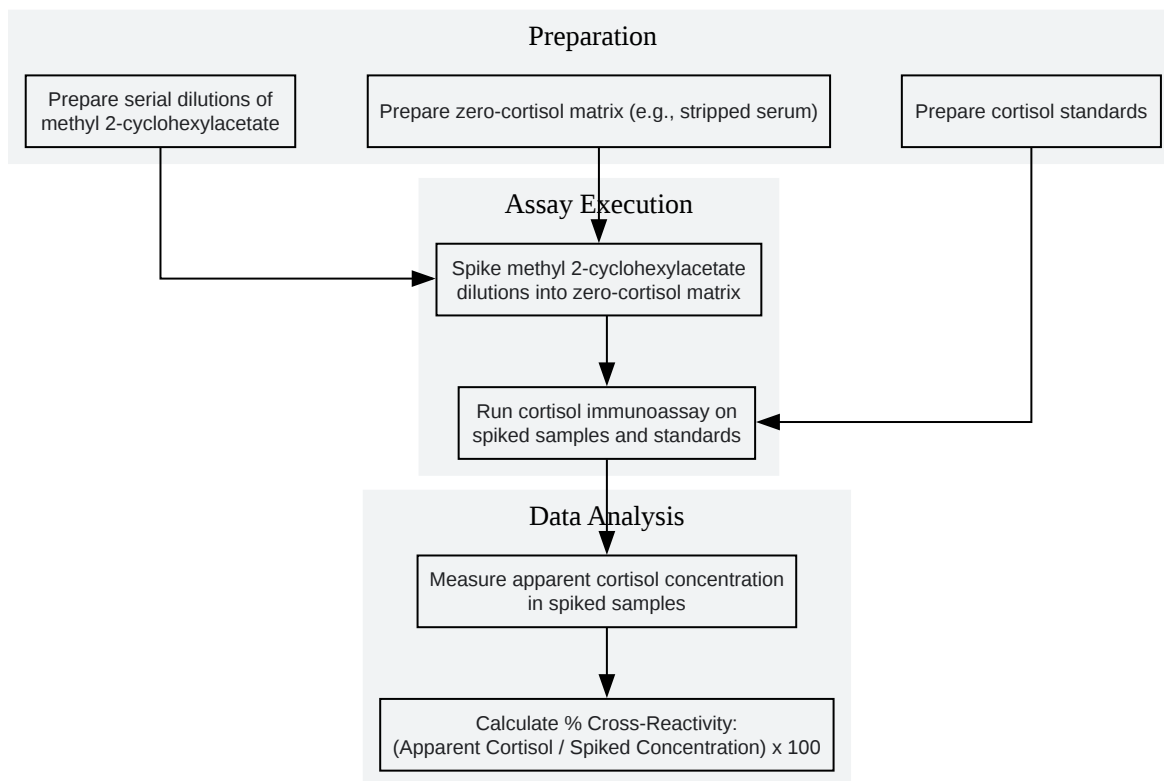 Preparation
Prepare serial dilutions of
methyl 2-cyclohexylacetate
Prepare zero-cortisol matrix (e.g., stripped serum)
Prepare cortisol standards
Assay Execution
Spike methyl 2-cyclohexylacetate
dilutions into zero-cortisol matrix
Run cortisol immunoassay on
spiked samples and standards
Data Analysis
Measure apparent cortisol concentration
in spiked samples
Calculate % Cross-Reactivity:
(Apparent Cortisol / Spiked Concentration) x 100